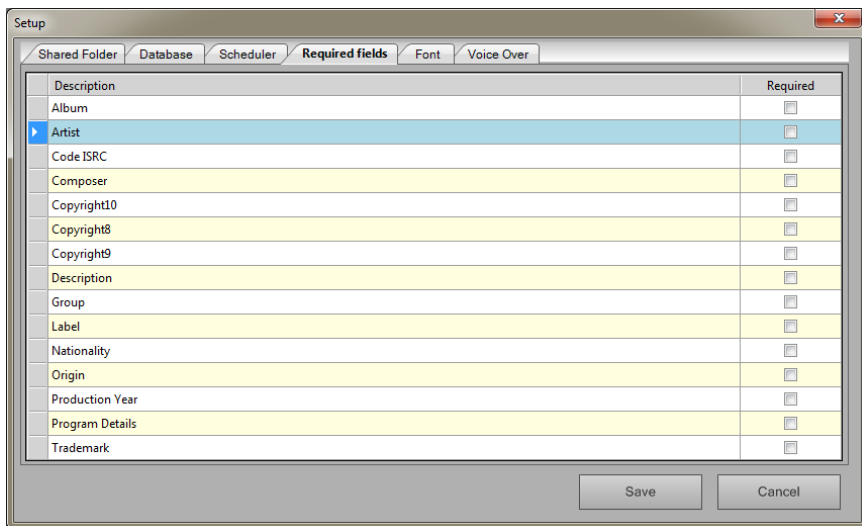 Setup
Shared Folder Database Scheduler Required fields Font Voice Over
Description Required
Album
Artist
Code ISRC
Composer
Copyright10
Copyright8
Copyright9
Description
Group
Label
Nationality
Origin
Production Year
Program Details
Trademark
Save Cancel